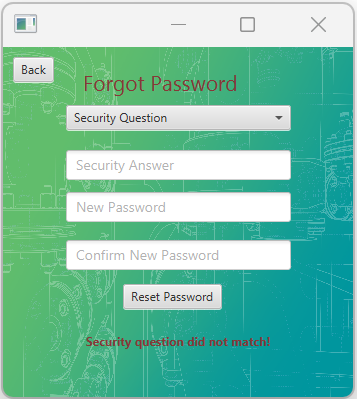 Back
Forgot Password
Security Question
Security Answer
New Password
Confirm New Password
Reset Password
Security question did not match!